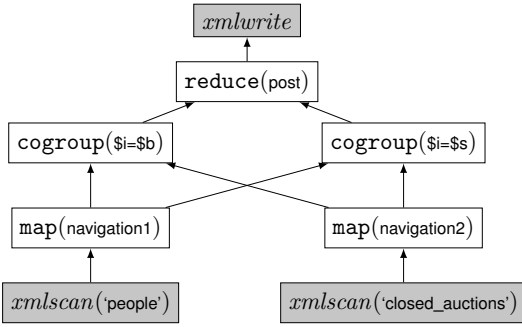 xmlwrite
reduce(post)
cogroup($i=$b) cogroup($i=$s)
map(navigation1) map(navigation2)
xmlscan('people') xmlscan('closed_auctions')